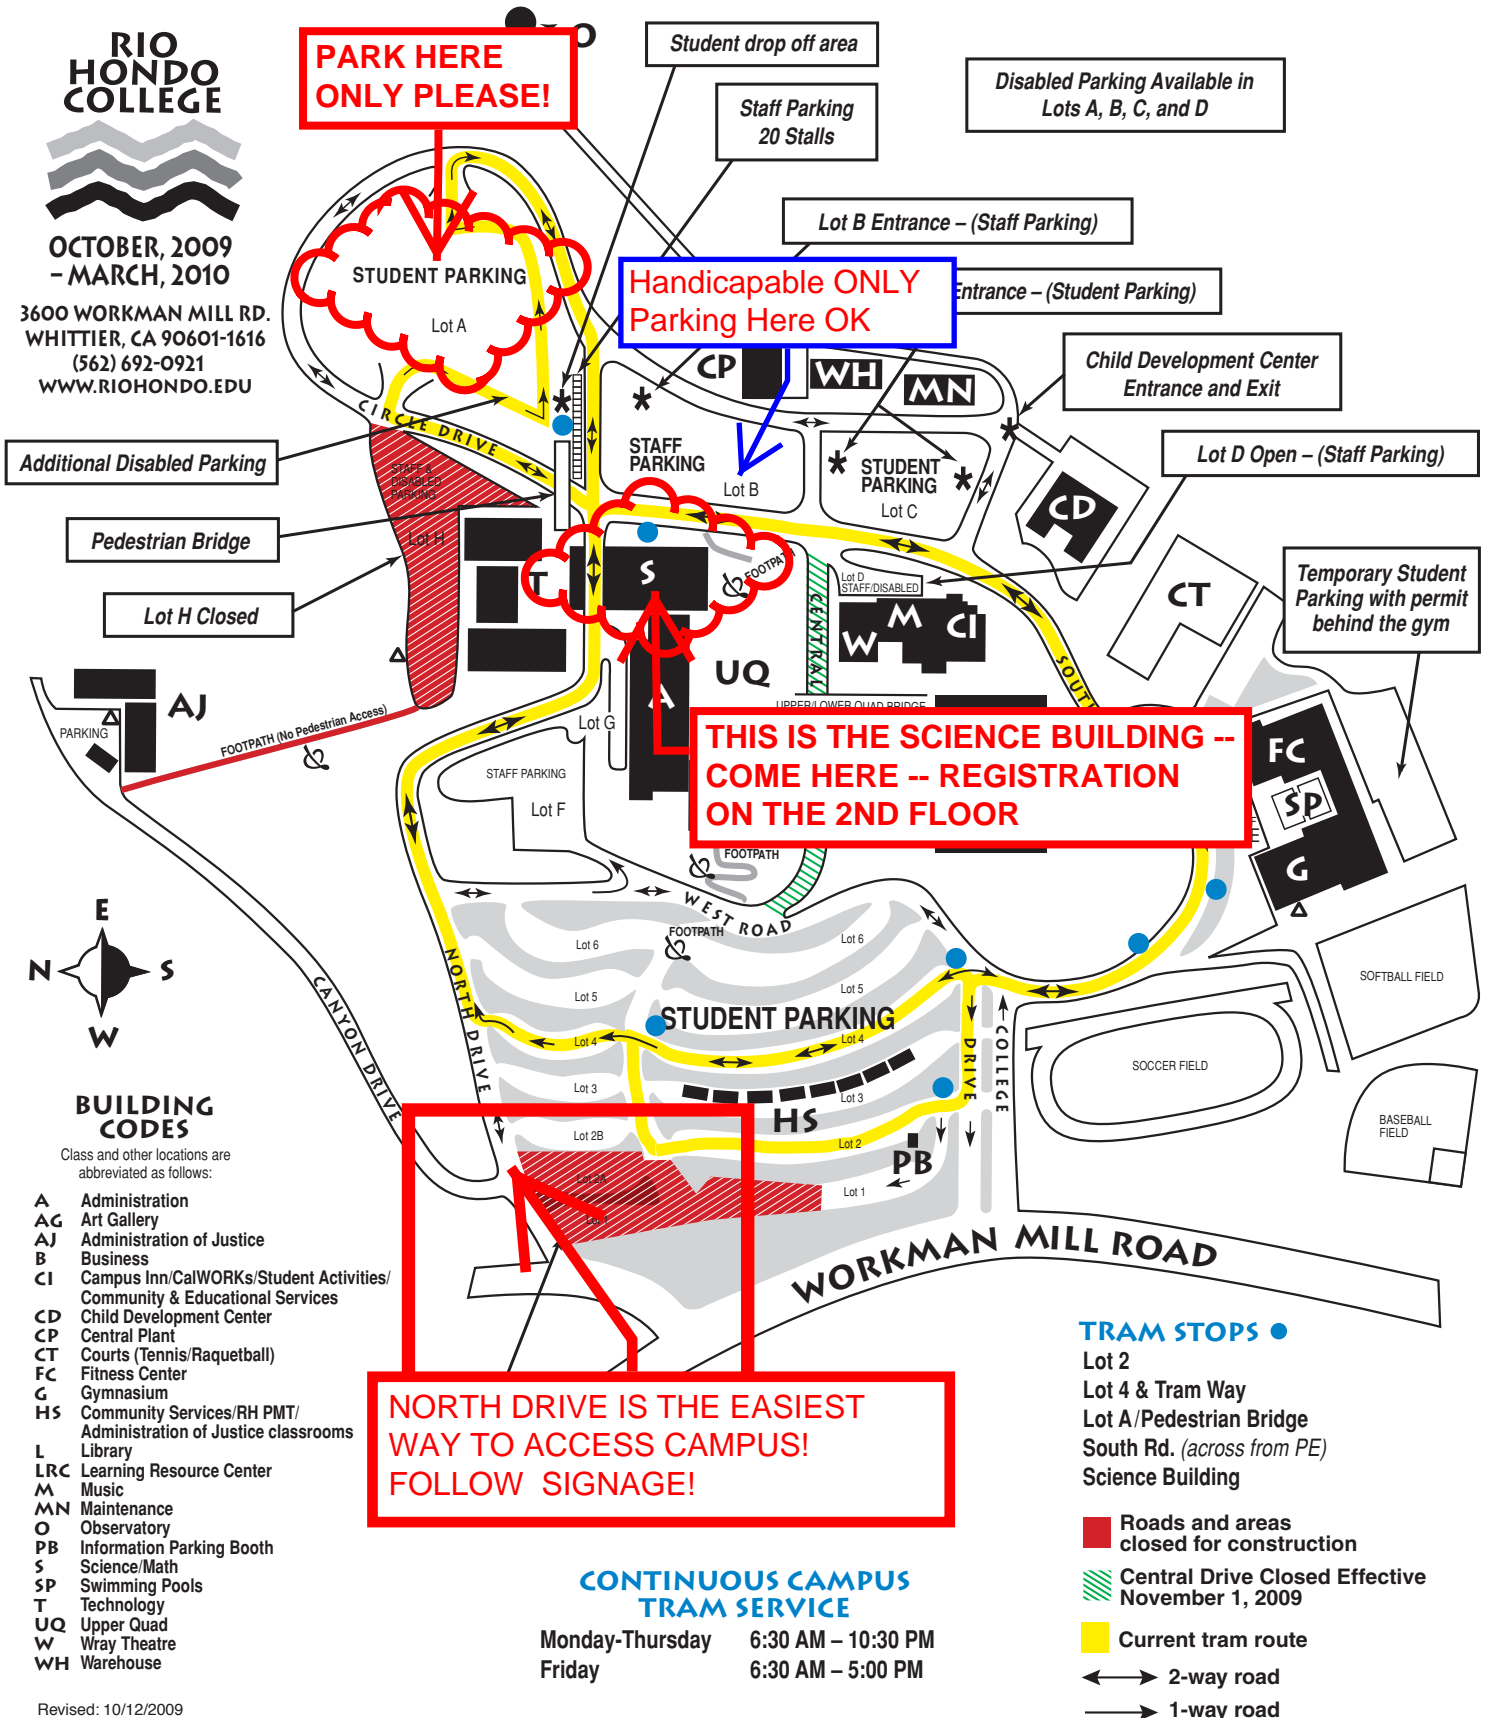 RIO
HONDO
COLLEGE
OCTOBER, 2009
– MARCH, 2010
3600 WORKMAN MILL RD.
WHITTIER, CA 90601-1616
(562) 692-0921
WWW.RIOHONDO.EDU
O
PARK HERE
ONLY PLEASE!
Student drop off area
Staff Parking
20 Stalls
Disabled Parking Available in
Lots A, B, C, and D
Lot B Entrance – (Staff Parking)
Handicapable ONLY
Parking Here OK
Entrance – (Student Parking)
Child Development Center
Entrance and Exit
Lot D Open – (Staff Parking)
Temporary Student
Parking with permit
behind the gym
STUDENT PARKING
Lot A
CIRCLE DRIVE
Additional Disabled Parking
Pedestrian Bridge
Lot H Closed
STAFF &
DISABLED
PARKING
Lot H
CP
WH
MN
STAFF
PARKING
Lot B
STUDENT
PARKING
Lot C
CD
CT
T
S
FOOTPATH
CENTRAL
Lot D
STAFF/DISABLED
W
M
CI
SOUTH
UQ
A
UPPER/LOWER QUAD BRIDGE
AJ
PARKING
FOOTPATH (No Pedestrian Access)
Lot G
STAFF PARKING
Lot F
THIS IS THE SCIENCE BUILDING --
COME HERE -- REGISTRATION
ON THE 2ND FLOOR
FC
SP
G
FOOTPATH
WEST ROAD
FOOTPATH
E
N
S
W
CANYON DRIVE
NORTH DRIVE
Lot 6
Lot 6
Lot 5
Lot 5
STUDENT PARKING
Lot 4
Lot 4
Lot 3
Lot 3
HS
Lot 2B
Lot 2
PB
Lot 2A
Lot 1
Lot 1
DRIVE
COLLEGE
SOFTBALL FIELD
SOCCER FIELD
BASEBALL
FIELD
WORKMAN MILL ROAD
NORTH DRIVE IS THE EASIEST
WAY TO ACCESS CAMPUS!
FOLLOW SIGNAGE!
BUILDING
CODES
Class and other locations are
abbreviated as follows:
A Administration
AG Art Gallery
AJ Administration of Justice
B Business
CI Campus Inn/CalWORKs/Student Activities/
Community & Educational Services
CD Child Development Center
CP Central Plant
CT Courts (Tennis/Raquetball)
FC Fitness Center
G Gymnasium
HS Community Services/RH PMT/
Administration of Justice classrooms
L Library
LRC Learning Resource Center
M Music
MN Maintenance
O Observatory
PB Information Parking Booth
S Science/Math
SP Swimming Pools
T Technology
UQ Upper Quad
W Wray Theatre
WH Warehouse
Revised: 10/12/2009
CONTINUOUS CAMPUS
TRAM SERVICE
Monday-Thursday 6:30 AM – 10:30 PM
Friday 6:30 AM – 5:00 PM
TRAM STOPS
Lot 2
Lot 4 & Tram Way
Lot A/Pedestrian Bridge
South Rd. (across from PE)
Science Building
Roads and areas
closed for construction
Central Drive Closed Effective
November 1, 2009
Current tram route
2-way road
1-way road